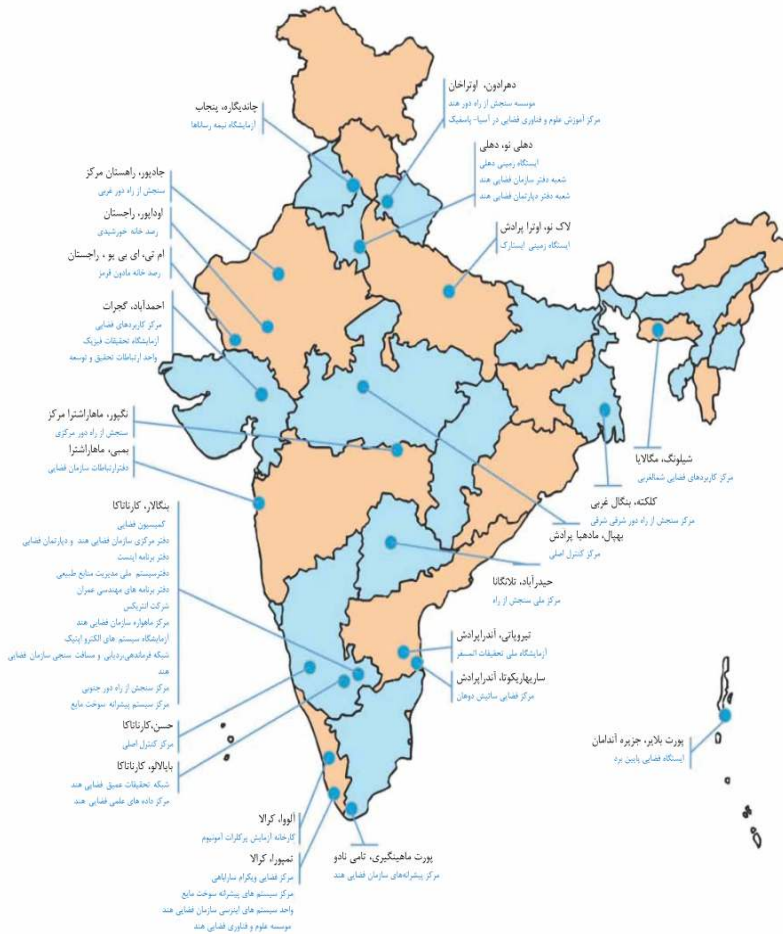 چاندیگاره، پنجاب
آزمایشگاه نیمه رساناها
دهرادون، اوتراخان
موسسه سنجش از راه دور هند
مرکز آموزش علوم و فناوری فضایی در آسیا- پاسفیک
دهلی نو، دهلی
ایستگاه زمینی دهلی
شعبه دفتر سازمان فضایی هند
شعبه دفتر دپارتمان فضایی هند
لاک نو، اوترا پرادش
ایستگاه زمینی ایستارک
جادپور، راهستان مرکز
سنجش از راه دور غربی
اوداپور، راجستان
رصد خانه خورشیدی
ام تی، ای بی یو ، راجستان
رصد خانه مادون قرمز
احمدآباد، گجرات
مرکز کاربردهای فضایی
آزمایشگاه تحقیقات فیزیک
واحد ارتباطات تحقیق و توسعه
نگپور، ماهاراشترا مرکز
سنجش از راه دور مرکزی
بمبی، ماهاراشترا
دفترارتباطات سازمان فضایی
بنگالار، کارناتاکا
کمیسیون فضایی
دفتر مرکزی سازمان فضایی هند و دپارتمان فضایی
دفتر برنامه اینست
دفترسیستم ملی مدیریت منابع طبیعی
دفتر برنامه های مهندسی عمران
شرکت انتریکس
مرکز ماهواره سازمان فضایی هند
آزمایشگاه سیستم های الکترو اپتیک
شبکه فرماندهی،ردیابی و مسافت سنجی سازمان فضایی
هند
مرکز سنجش از راه دور جنوبی
مرکز سیستم پیشرانه سوخت مایع
حسن،کارناتاکا
مرکز کنترل اصلی
بایالالو، کارناتاکا
شبکه تحقیقات عمیق فضایی هند
مرکز داده های علمی فضایی هند
آلووا، کرالا
کارخانه آزمایش پرکلرات آمونیوم
تمپورا، کرالا
مرکز فضایی ویکرام ساراباهی
مرکز سیستم های پیشرانه سوخت مایع
واحد سیستم های اینرسی سازمان فضایی هند
موسسه علوم و فناوری فضایی هند
پورت ماهینگیری، تامی نادو
مرکز پیشرانه‌های سازمان فضایی هند
شیلونگ، مگالایا
مرکز کاربردهای فضایی شمالغربی
کلکته، بنگال غربی
مرکز سنجش از راه دور شرقی شرقی
بهپال، مادهیا پرادش
مرکز کنترل اصلی
حیدرآباد، تلانگانا
مرکز ملی سنجش از راه
تیروپاتی، آندراپرادش
آزمایشگاه ملی تحقیقات اتمسفر
ساریهاریکوتا، آندراپرادش
مرکز فضایی ساتیش دوهان
پورت بلایر، جزیره آندامان
ایستگاه فضایی پایین برد